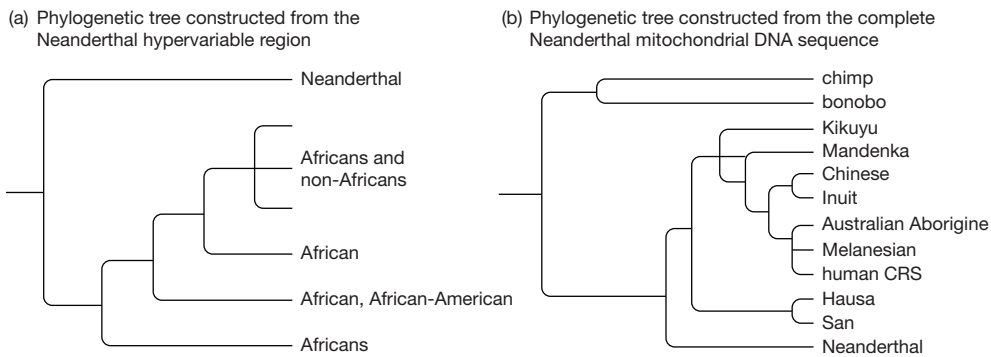 (a) Phylogenetic tree constructed from the
Neanderthal hypervariable region
Neanderthal
Africans and
non-Africans
African
African, African-American
Africans
(b) Phylogenetic tree constructed from the complete
Neanderthal mitochondrial DNA sequence
chimp
bonobo
Kikuyu
Mandenka
Chinese
Inuit
Australian Aborigine
Melanesian
human CRS
Hausa
San
Neanderthal